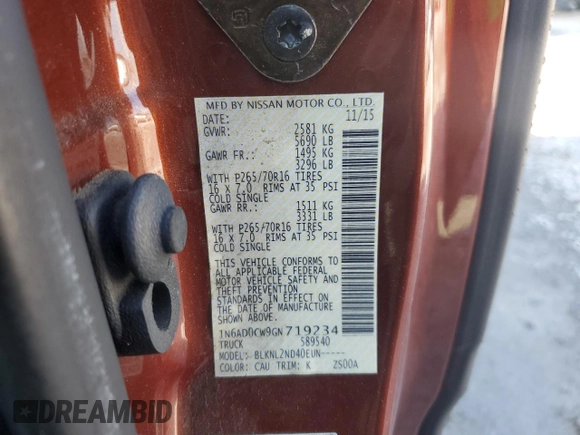 MFD BY NISSAN MOTOR CO., LTD.
DATE: 11/15
GVWR: 2581 KG
5690 LB
GAWR FR.: 1495 KG
3296 LB
WITH P265/70R16 TIRES
16 X 7.0 RIMS AT 35 PSI
COLD SINGLE
GAWR RR.: 1511 KG
3331 LB
WITH P265/70R16 TIRES
16 X 7.0 RIMS AT 35 PSI
COLD SINGLE
THIS VEHICLE CONFORMS TO
ALL APPLICABLE FEDERAL
MOTOR VEHICLE SAFETY AND
THEFT PREVENTION
STANDARDS IN EFFECT ON
THE DATE OF MANUFACTURE
SHOWN ABOVE.
1N6AD0CW9GN719234
TRUCK 589540
MODEL: BLKNL2ND40EUN-----
COLOR: CAU TRIM: K ZS00A
DREAMBID